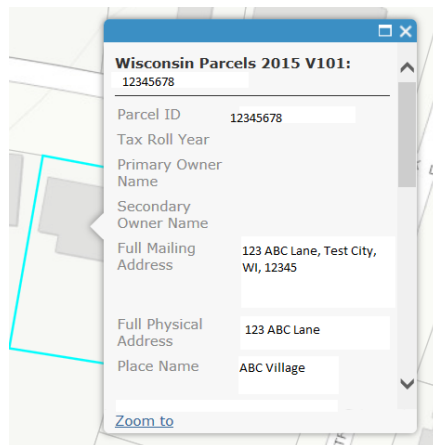 Wisconsin Parcels 2015 V101:
12345678
Parcel ID 12345678
Tax Roll Year
Primary Owner
Name
Secondary
Owner Name
Full Mailing 123 ABC Lane, Test City,
Address WI, 12345
Full Physical 123 ABC Lane
Address
Place Name ABC Village
Zoom to